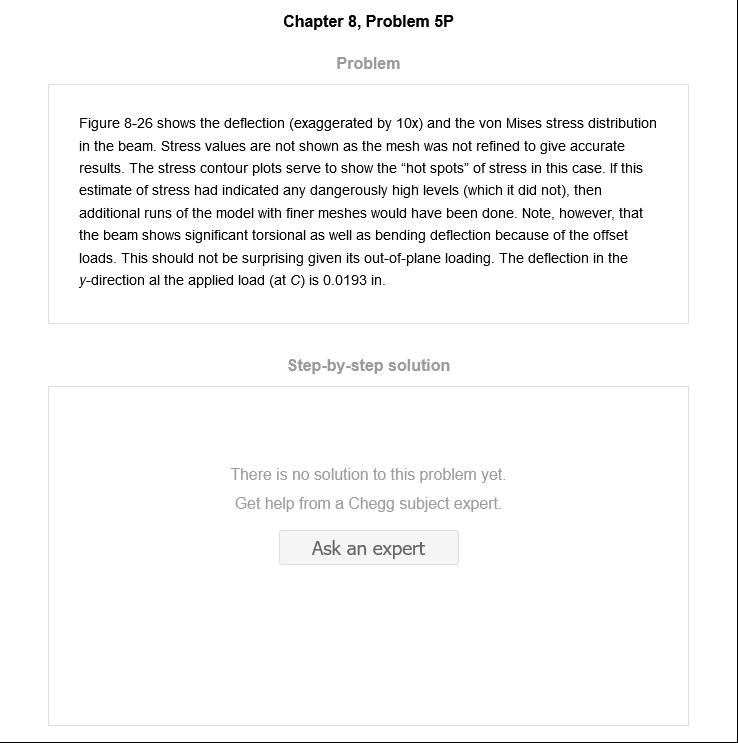 Chapter 8, Problem 5P
Problem
Figure 8-26 shows the deflection (exaggerated by 10x) and the von Mises stress distribution
in the beam. Stress values are not shown as the mesh was not refined to give accurate
results. The stress contour plots serve to show the “hot spots” of stress in this case. If this
estimate of stress had indicated any dangerously high levels (which it did not), then
additional runs of the model with finer meshes would have been done. Note, however, that
the beam shows significant torsional as well as bending deflection because of the offset
loads. This should not be surprising given its out-of-plane loading. The deflection in the
y-direction al the applied load (at C) is 0.0193 in.
Step-by-step solution
There is no solution to this problem yet.
Get help from a Chegg subject expert.
Ask an expert